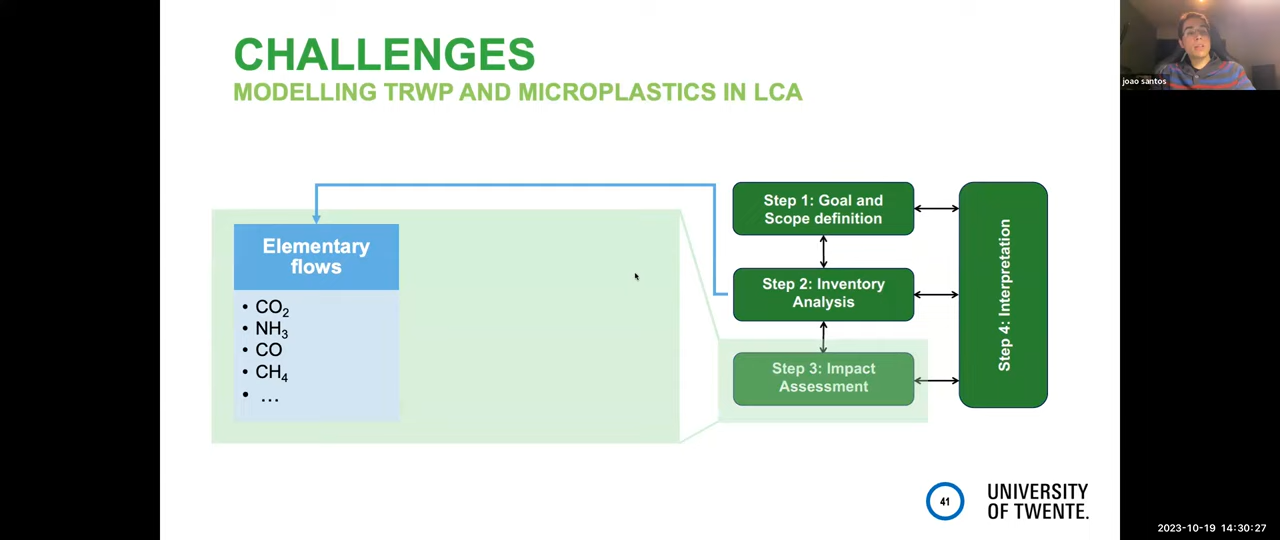 CHALLENGES
MODELLING TRWP AND MICROPLASTICS IN LCA
joao santos
Elementary
flows
• CO₂
• NH₃
• CO
• CH₄
• ...
Step 1: Goal and
Scope definition
Step 2: Inventory
Analysis
Step 3: Impact
Assessment
Step 4: Interpretation
41
UNIVERSITY
OF TWENTE.
2023-10-19 14:30:27